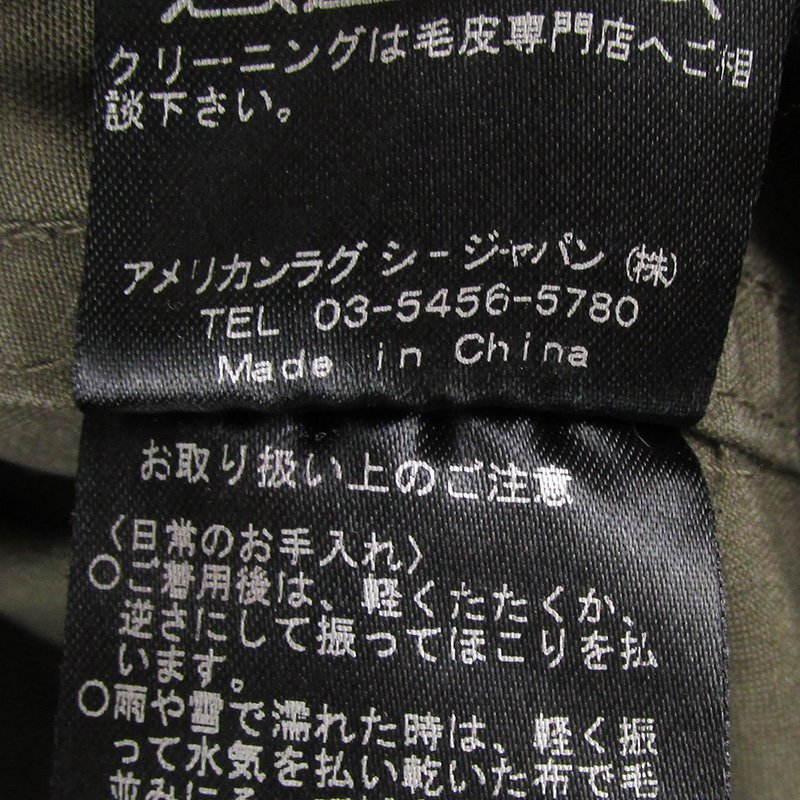 クリーニングは毛皮専門店へご相
談下さい。
アメリカンラグ シージャパン ㈱
TEL 03-5456-5780
Made in China
お取り扱い上のご注意
〈日常のお手入れ〉
○ご着用後は、軽くたたくか、
逆さにして振ってほこりを払
います。
○雨や雪で濡れた時は、軽く振
って水気を払い乾いた布で毛
並みに